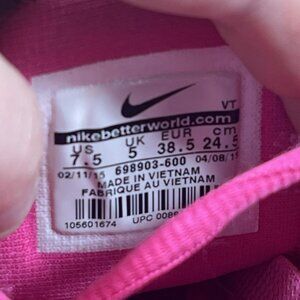 VT
nikebetterworld.com
US UK EUR cm
7.5 5 38.5 24.5
698903-600
02/11/15 04/08/15
MADE IN VIETNAM
FABRIQUE AU VIETNAM
105601674 UPC